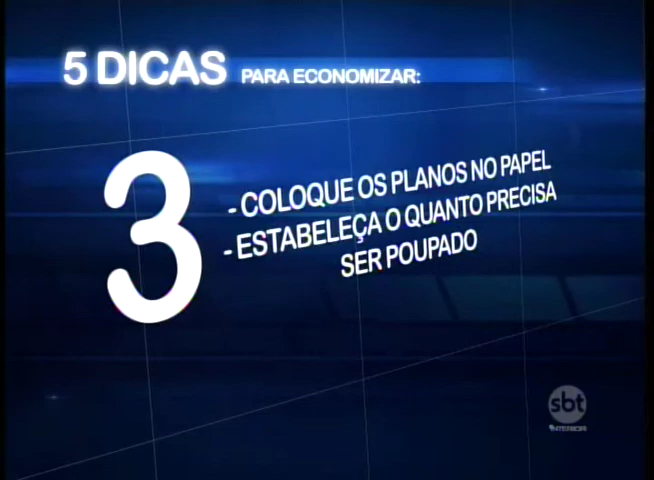 5 DICAS PARA ECONOMIZAR:
3
- COLOQUE OS PLANOS NO PAPEL
- ESTABELEÇA O QUANTO PRECISA
SER POUPADO
sbt
INTERIOR